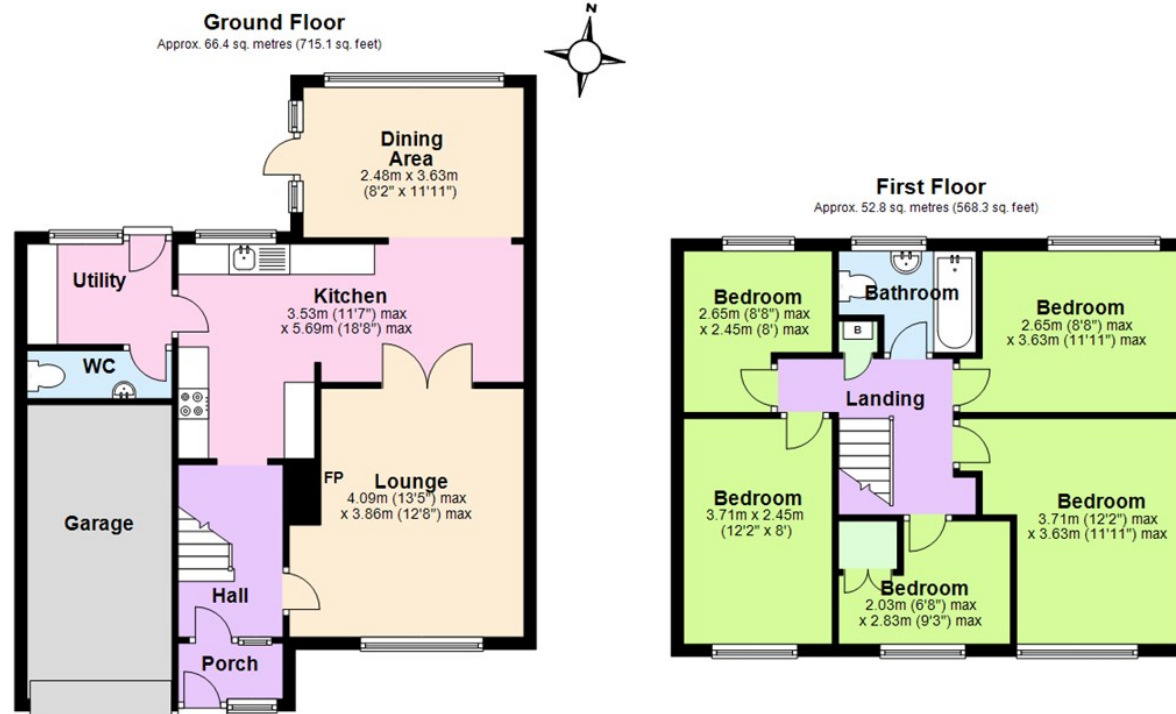 Ground Floor
Approx. 66.4 sq. metres (715.1 sq. feet)
N
Dining
Area
2.48m x 3.63m
(8'2" x 11'11")
Utility
Kitchen
3.53m (11'7") max
x 5.69m (18'8") max
WC
Garage
FP
Lounge
4.09m (13'5") max
x 3.86m (12'8") max
Hall
Porch
First Floor
Approx. 52.8 sq. metres (568.3 sq. feet)
Bedroom
2.65m (8'8") max
x 2.45m (8') max
Bathroom
B
Bedroom
2.65m (8'8") max
x 3.63m (11'11") max
Landing
Bedroom
3.71m x 2.45m
(12'2" x 8')
Bedroom
3.71m (12'2") max
x 3.63m (11'11") max
Bedroom
2.03m (6'8") max
x 2.83m (9'3") max